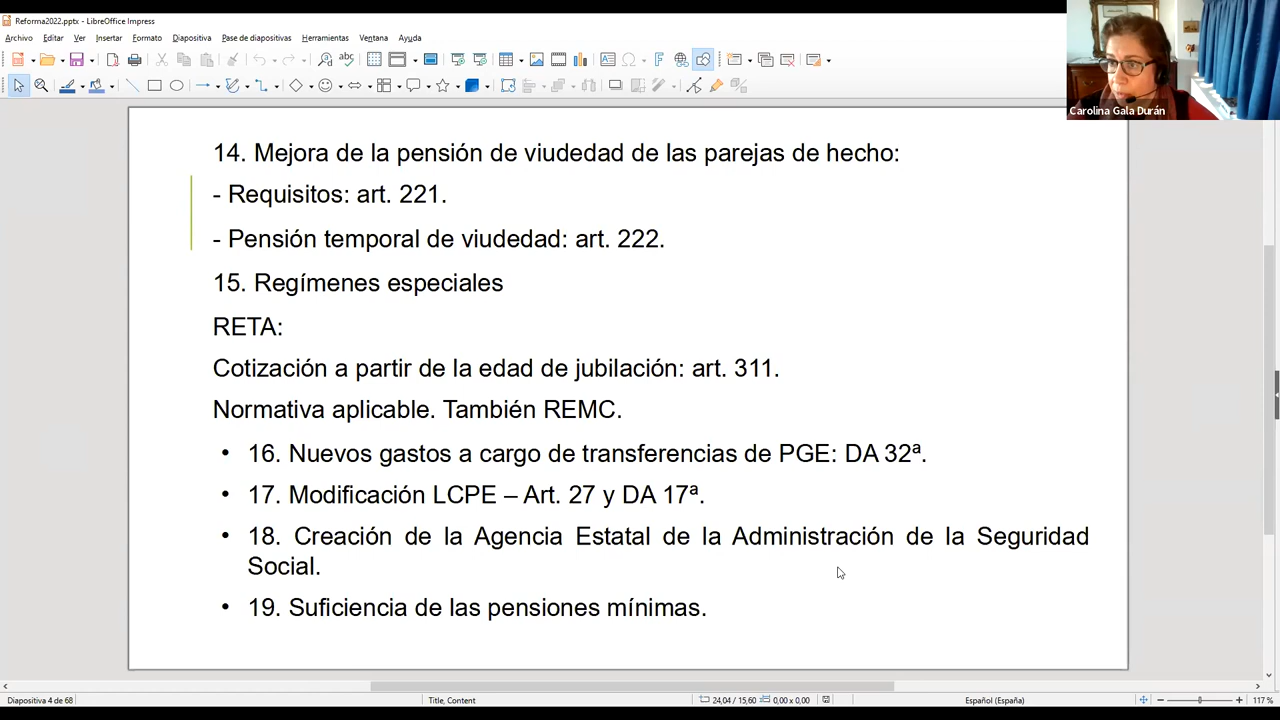 Reforma2022.pptx - LibreOffice Impress
Archivo Editar Ver Insertar Formato Diapositiva Pase de diapositivas Herramientas Ventana Ayuda
Carolina Gala Durán
14. Mejora de la pensión de viudedad de las parejas de hecho:
- Requisitos: art. 221.
- Pensión temporal de viudedad: art. 222.
15. Regímenes especiales
RETA:
Cotización a partir de la edad de jubilación: art. 311.
Normativa aplicable. También REMC.
• 16. Nuevos gastos a cargo de transferencias de PGE: DA 32ª.
• 17. Modificación LCPE – Art. 27 y DA 17ª.
• 18. Creación de la Agencia Estatal de la Administración de la Seguridad
Social.
• 19. Suficiencia de las pensiones mínimas.
Diapositiva 4 de 68 Title, Content 24,04 / 15,60 0,00 x 0,00 Español (España) 117 %